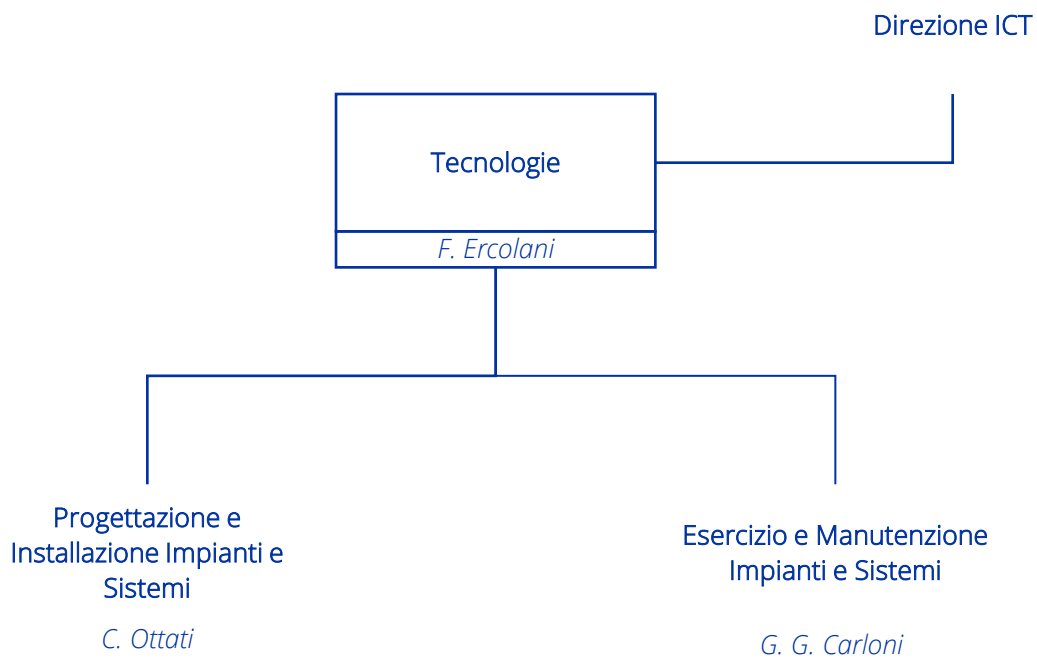 Direzione ICT
Tecnologie
F. Ercolani
Progettazione e
Installazione Impianti e
Sistemi
C. Ottati
Esercizio e Manutenzione
Impianti e Sistemi
G. G. Carloni